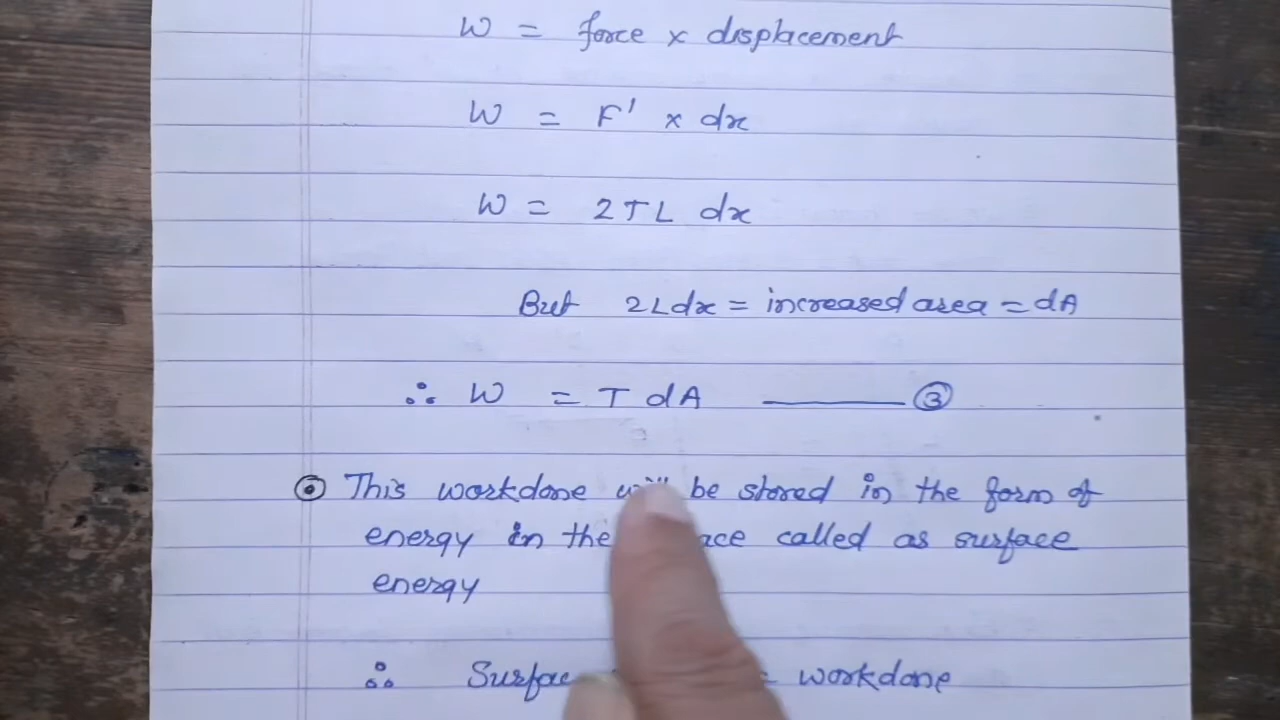 W = force x displacement
W = F' x dx
W = 2TL dx
But 2Ldx = increased area = dA
∴ W = T dA ——— ③
This workdone will be stored in the form of
energy in the called as surface
energy
∴ = workdone